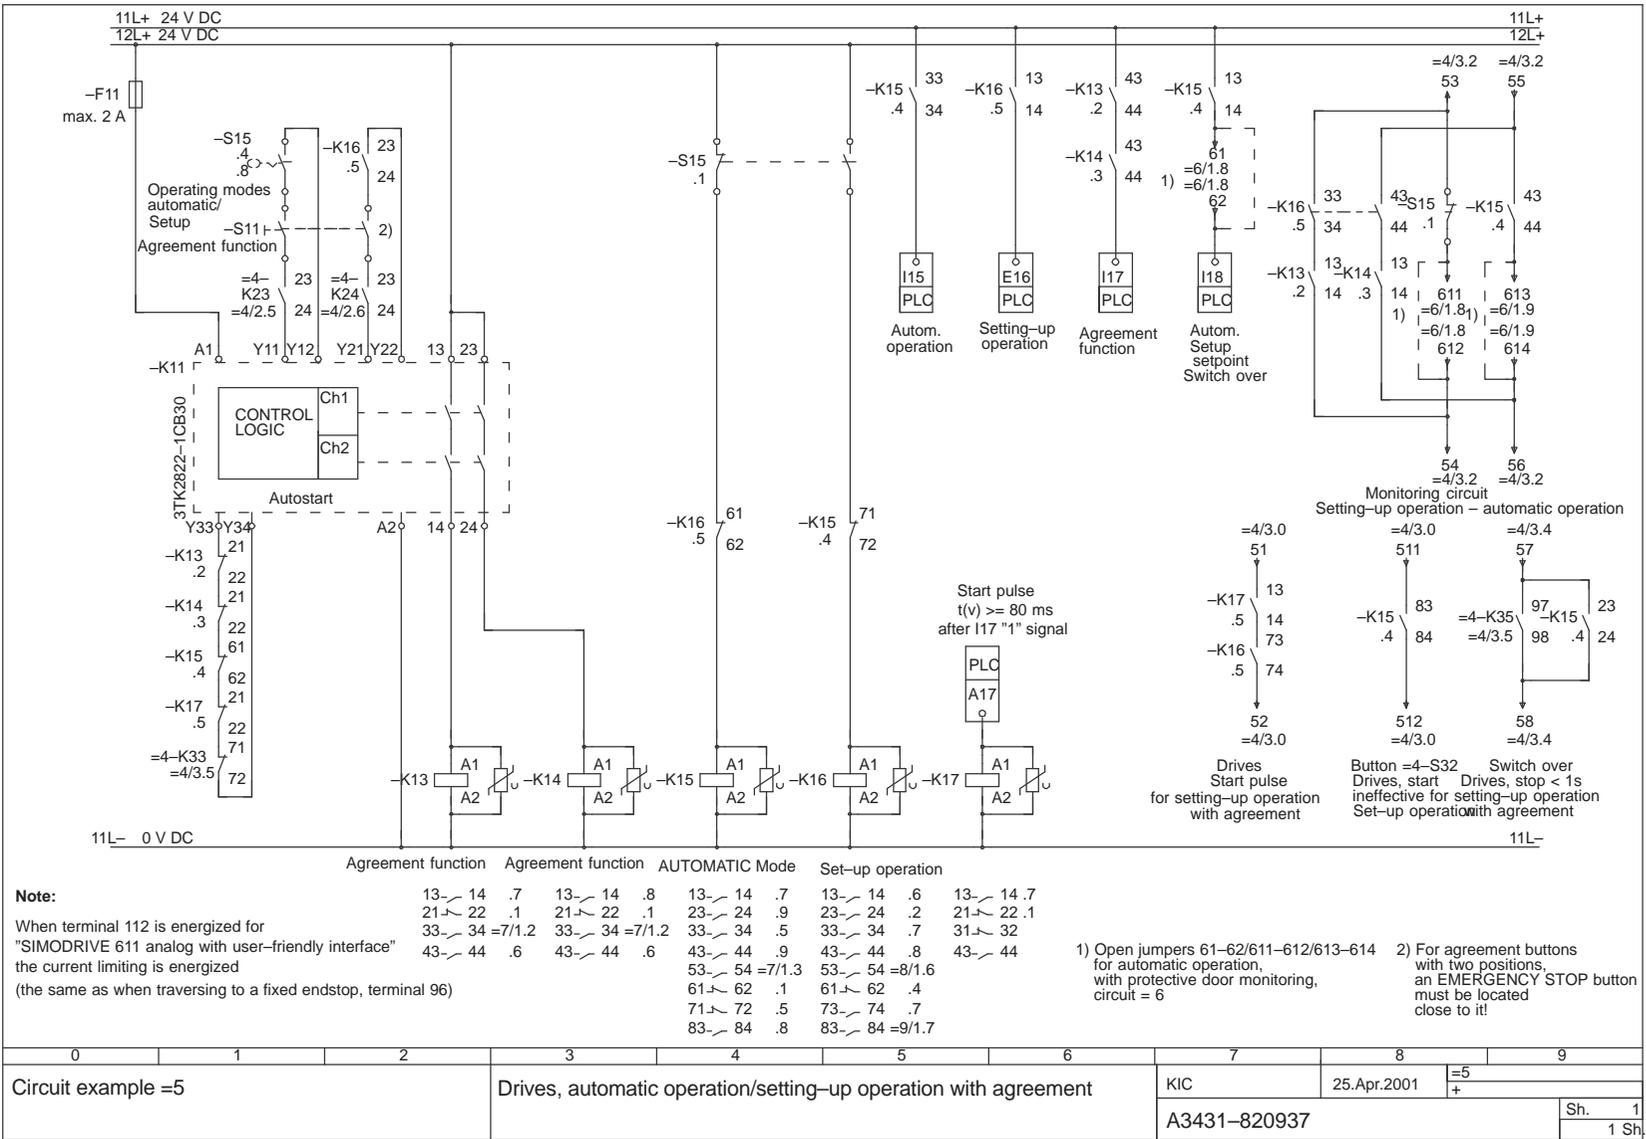 11L+ 24 V DC
11L+
12L+ 24 V DC
12L+
–F11
max. 2 A
–S15
.4
.8
Operating modes
automatic/
Setup
–S11
Agreement function
–K16
.5
23
24
2)
=4–
K23
=4/2.5
23
24
=4–
K24
=4/2.6
23
24
A1
Y11
Y12
Y21
Y22
13
23
–K11
3TK2822–1CB30
CONTROL
LOGIC
Ch1
Ch2
Autostart
Y33
Y34
A2
14
24
–K13
.2
21
22
–K14
.3
21
22
–K15
.4
61
62
–K17
.5
21
22
=4–K33
=4/3.5
71
72
–S15
.1
–K16
.5
61
62
–K15
.4
71
72
–K15
.4
33
34
I15
PLC
Autom.
operation
–K16
.5
13
14
E16
PLC
Setting–up
operation
–K13
.2
43
44
–K14
.3
43
44
I17
PLC
Agreement
function
–K15
.4
13
14
61
=6/1.8
1)
=6/1.8
62
I18
PLC
Autom.
Setup
setpoint
Switch over
=4/3.2
53
=4/3.2
55
–K16
.5
33
34
43
44
–S15
.1
–K15
.4
43
44
–K13
.2
13
14
–K14
.3
13
14
1)
611
=6/1.8
=6/1.8
612
1)
613
=6/1.9
=6/1.9
614
54
=4/3.2
56
=4/3.2
Monitoring circuit
Setting–up operation – automatic operation
Start pulse
t(v) >= 80 ms
after I17 "1" signal
PLC
A17
=4/3.0
51
–K17
.5
13
14
–K16
.5
73
74
52
=4/3.0
Drives
Start pulse
for setting–up operation
with agreement
=4/3.0
511
–K15
.4
83
84
512
=4/3.0
Button =4–S32
Drives, start
ineffective for
Set–up operation
=4/3.4
57
=4–K35
=4/3.5
97
98
–K15
.4
23
24
58
=4/3.4
Switch over
Drives, stop < 1s
setting–up operation
with agreement
–K13
A1
A2
U
–K14
A1
A2
U
–K15
A1
A2
U
–K16
A1
A2
U
–K17
A1
A2
U
11L– 0 V DC
11L–
Agreement function
13 14 .7
21 22 .1
33 34 =7/1.2
43 44 .6
Agreement function
13 14 .8
21 22 .1
33 34 =7/1.2
43 44 .6
AUTOMATIC Mode
13 14 .7
23 24 .9
33 34 .5
43 44 .9
53 54 =7/1.3
61 62 .1
71 72 .5
83 84 .8
Set–up operation
13 14 .6
23 24 .2
33 34 .7
43 44 .8
53 54 =8/1.6
61 62 .4
73 74 .7
83 84 =9/1.7
13 14 .7
21 22 .1
31 32
43 44
Note:
When terminal 112 is energized for
"SIMODRIVE 611 analog with user–friendly interface"
the current limiting is energized
(the same as when traversing to a fixed endstop, terminal 96)
1) Open jumpers 61–62/611–612/613–614
for automatic operation,
with protective door monitoring,
circuit = 6
2) For agreement buttons
with two positions,
an EMERGENCY STOP button
must be located
close to it!
0 1 2 3 4 5 6 7 8 9
Circuit example =5
Drives, automatic operation/setting–up operation with agreement
KIC
25.Apr.2001
=5
+
A3431–820937
Sh. 1
1 Sh.